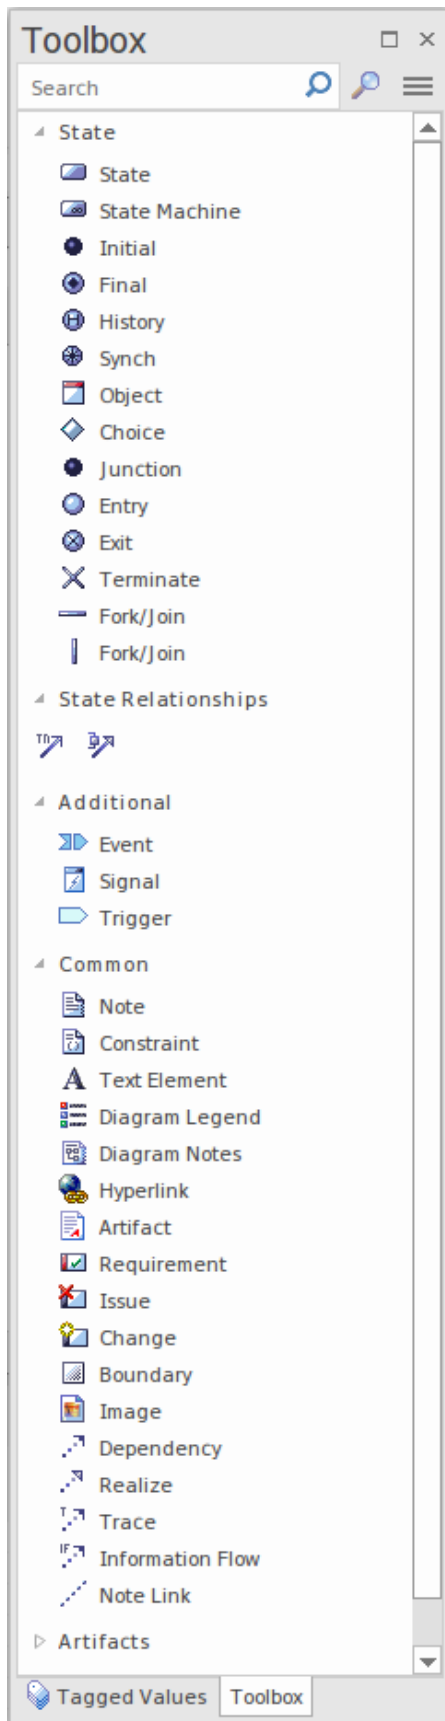 Toolbox
Search
State
State
State Machine
Initial
Final
History
Synch
Object
Choice
Junction
Entry
Exit
Terminate
Fork/Join
Fork/Join
State Relationships
Additional
Event
Signal
Trigger
Common
Note
Constraint
Text Element
Diagram Legend
Diagram Notes
Hyperlink
Artifact
Requirement
Issue
Change
Boundary
Image
Dependency
Realize
Trace
Information Flow
Note Link
Artifacts
Tagged Values Toolbox